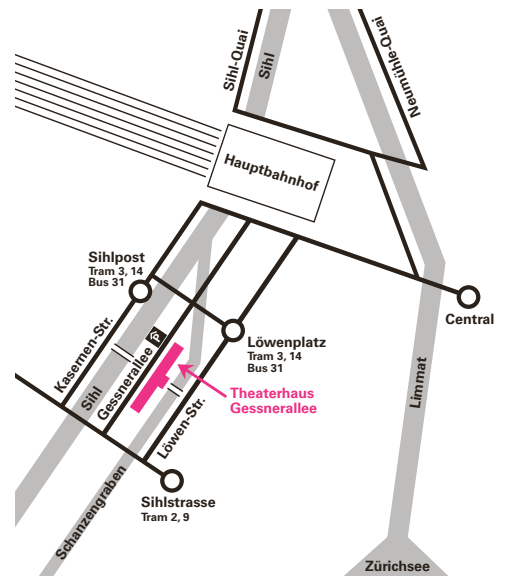 Sihl-Quai
Sihl
Neumühle-Quai
Hauptbahnhof
Sihlpost
Tram 3, 14
Bus 31
Central
Löwenplatz
Tram 3, 14
Bus 31
Kasernen-Str.
Sihl
Gessnerallee
P
Theaterhaus
Gessnerallee
Löwen-Str.
Limmat
Schanzengraben
Sihlstrasse
Tram 2, 9
Zürichsee